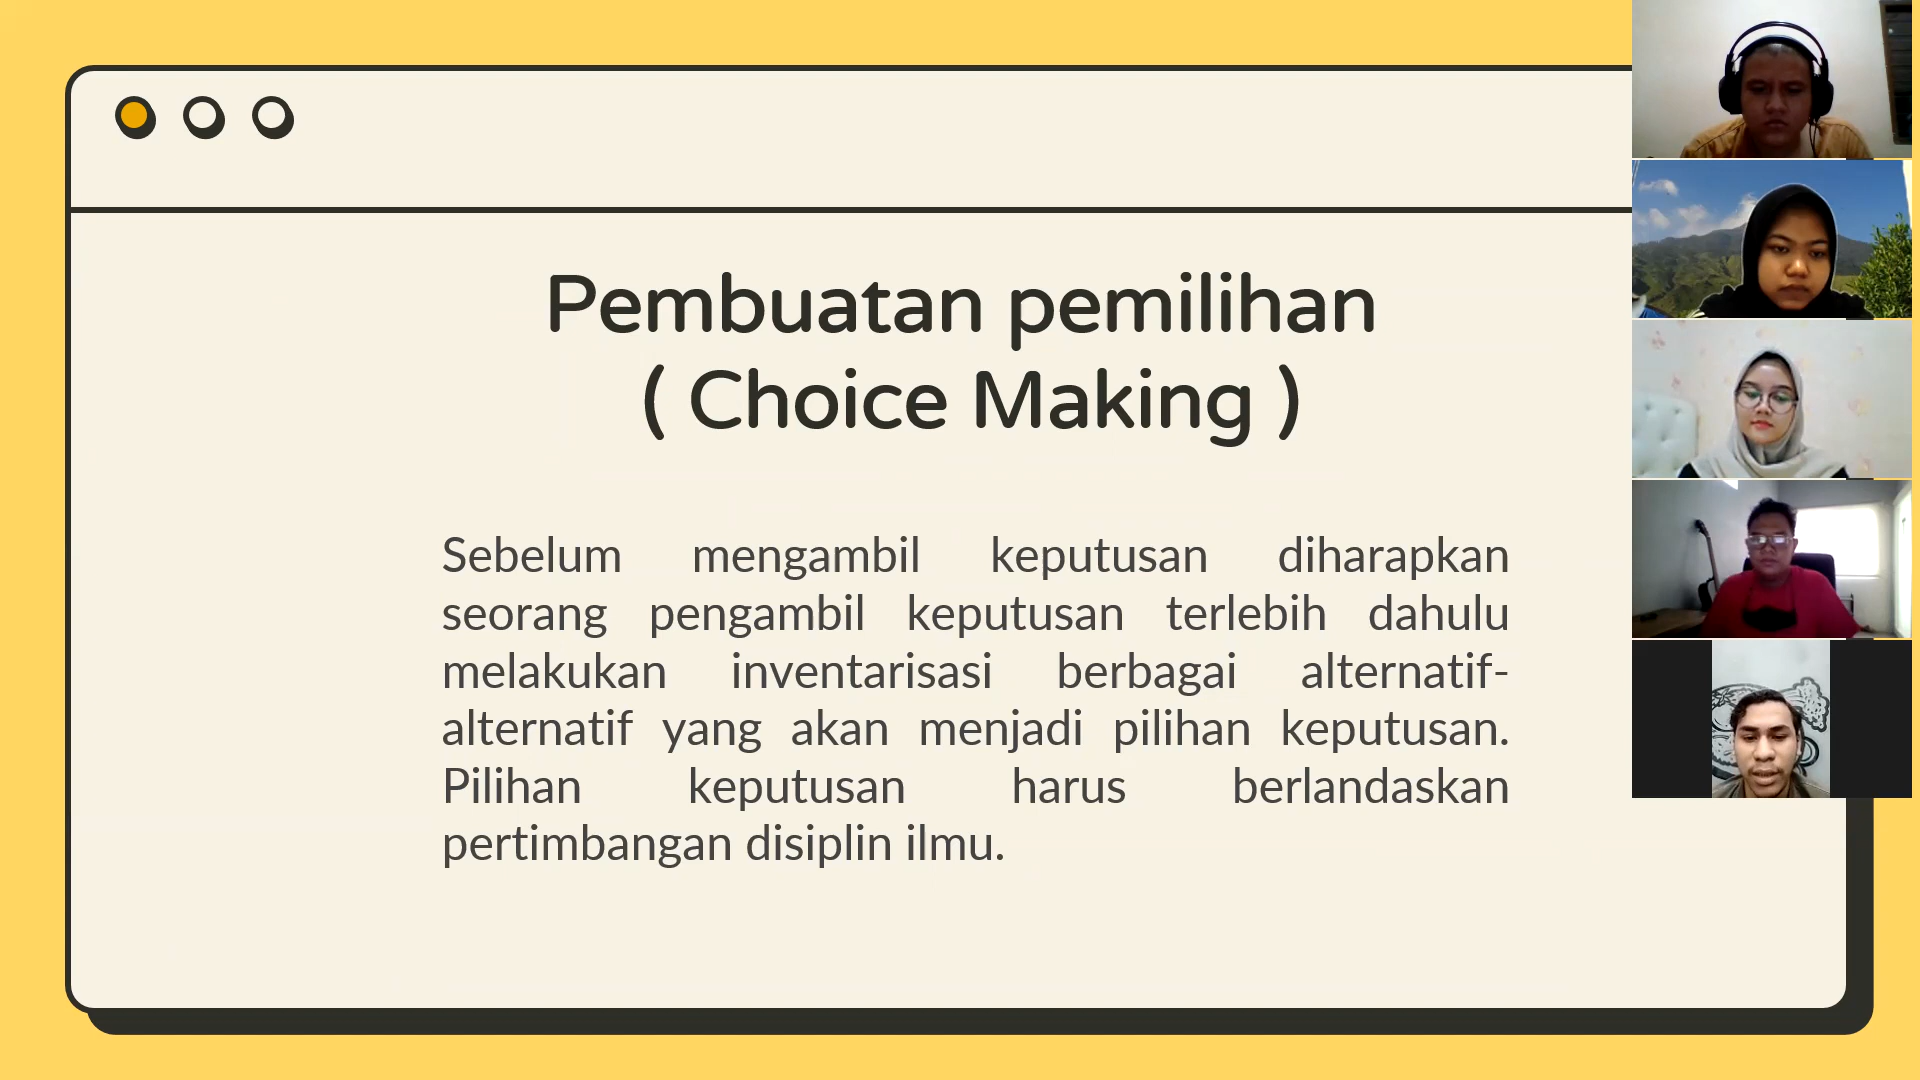 Pembuatan pemilihan
( Choice Making )
Sebelum mengambil keputusan diharapkan
seorang pengambil keputusan terlebih dahulu
melakukan inventarisasi berbagai alternatif-
alternatif yang akan menjadi pilihan keputusan.
Pilihan keputusan harus berlandaskan
pertimbangan disiplin ilmu.